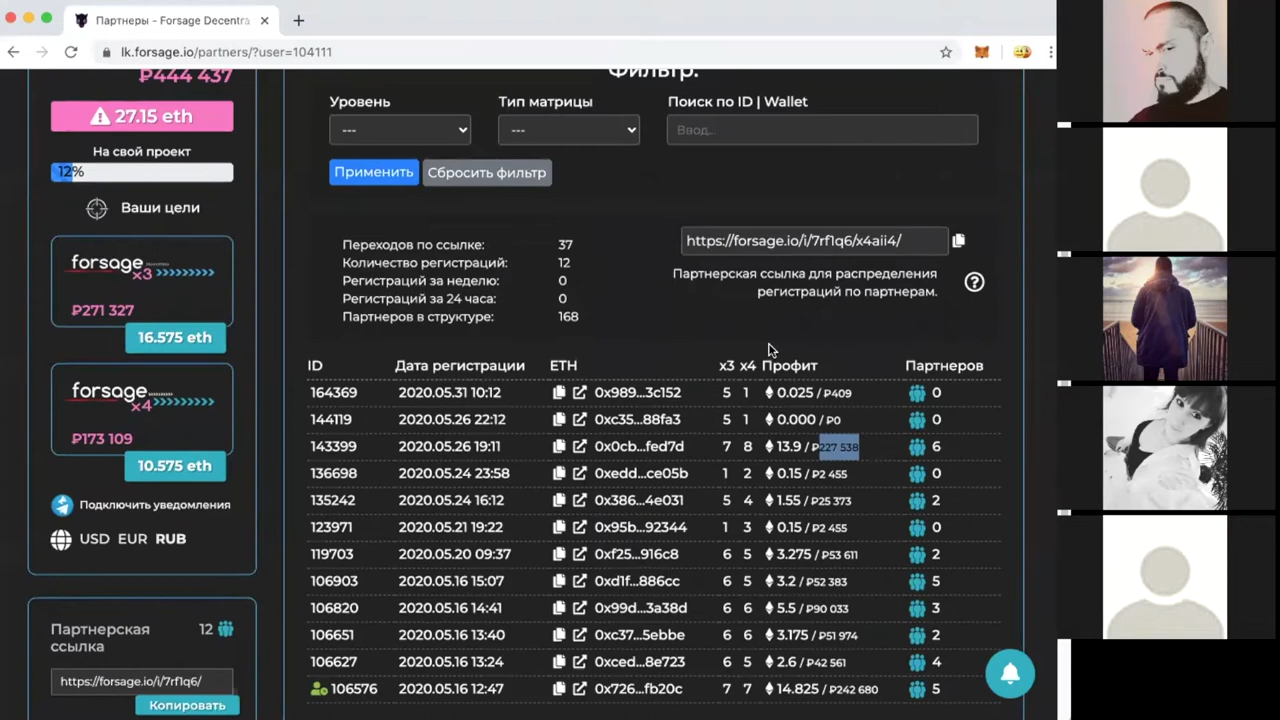 Партнеры - Forsage Decentra
lk.forsage.io/partners/?user=104111
₽444 437
27.15 eth
На свой проект
12%
Ваши цели
forsage x3
₽271 327
16.575 eth
forsage x4
₽173 109
10.575 eth
Подключить уведомления
USD EUR RUB
Партнерская ссылка
12
https://forsage.io/i/7rf1q6/
Копировать
Фильтр:
Уровень Тип матрицы Поиск по ID | Wallet
--- --- Ввод...
Применить Сбросить фильтр
Переходов по ссылке: 37
Количество регистраций: 12
Регистраций за неделю: 0
Регистраций за 24 часа: 0
Партнеров в структуре: 168
https://forsage.io/i/7rf1q6/x4aii4/
Партнерская ссылка для распределения
регистраций по партнерам.
?
ID Дата регистрации ETH x3 x4 Профит Партнеров
164369 2020.05.31 10:12 0x989...3c152 5 1 0.025 / ₽409 0
144119 2020.05.26 22:12 0xc35...88fa3 5 1 0.000 / ₽0 0
143399 2020.05.26 19:11 0x0cb...fed7d 7 8 13.9 / ₽227 538 6
136698 2020.05.24 23:58 0xedd...ce05b 1 2 0.15 / ₽2 455 0
135242 2020.05.24 16:12 0x386...4e031 5 4 1.55 / ₽25 373 2
123971 2020.05.21 19:22 0x95b...92344 1 3 0.15 / ₽2 455 0
119703 2020.05.20 09:37 0xf25...916c8 6 5 3.275 / ₽53 611 2
106903 2020.05.16 15:07 0xd1f...886cc 6 5 3.2 / ₽52 383 5
106820 2020.05.16 14:41 0x99d...3a38d 6 6 5.5 / ₽90 033 3
106651 2020.05.16 13:40 0xc37...5ebbe 6 6 3.175 / ₽51 974 2
106627 2020.05.16 13:24 0xced...8e723 6 5 2.6 / ₽42 561 4
106576 2020.05.16 12:47 0x726...fb20c 7 7 14.825 / ₽242 680 5